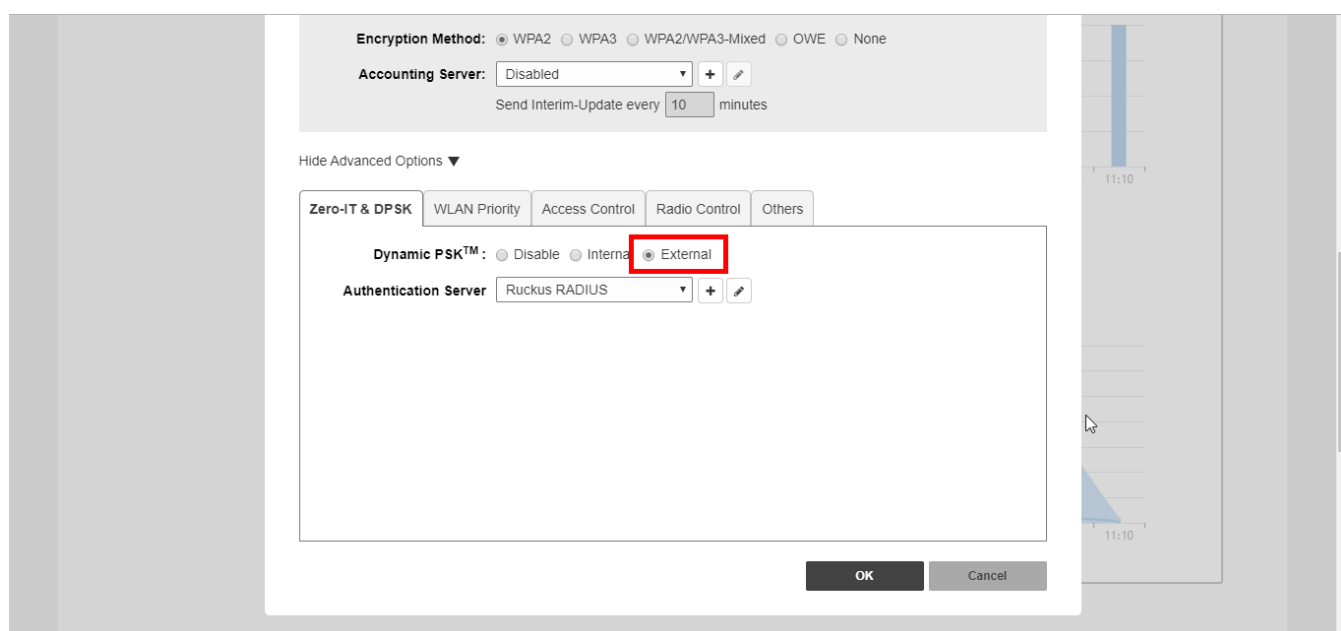 Encryption Method: WPA2 WPA3 WPA2/WPA3-Mixed OWE None
Accounting Server: Disabled + 
Send Interim-Update every 10 minutes
Hide Advanced Options ▼
11:10
Zero-IT & DPSK WLAN Priority Access Control Radio Control Others
Dynamic PSK™ : Disable Interna External
Authentication Server Ruckus RADIUS +
11:10
OK Cancel